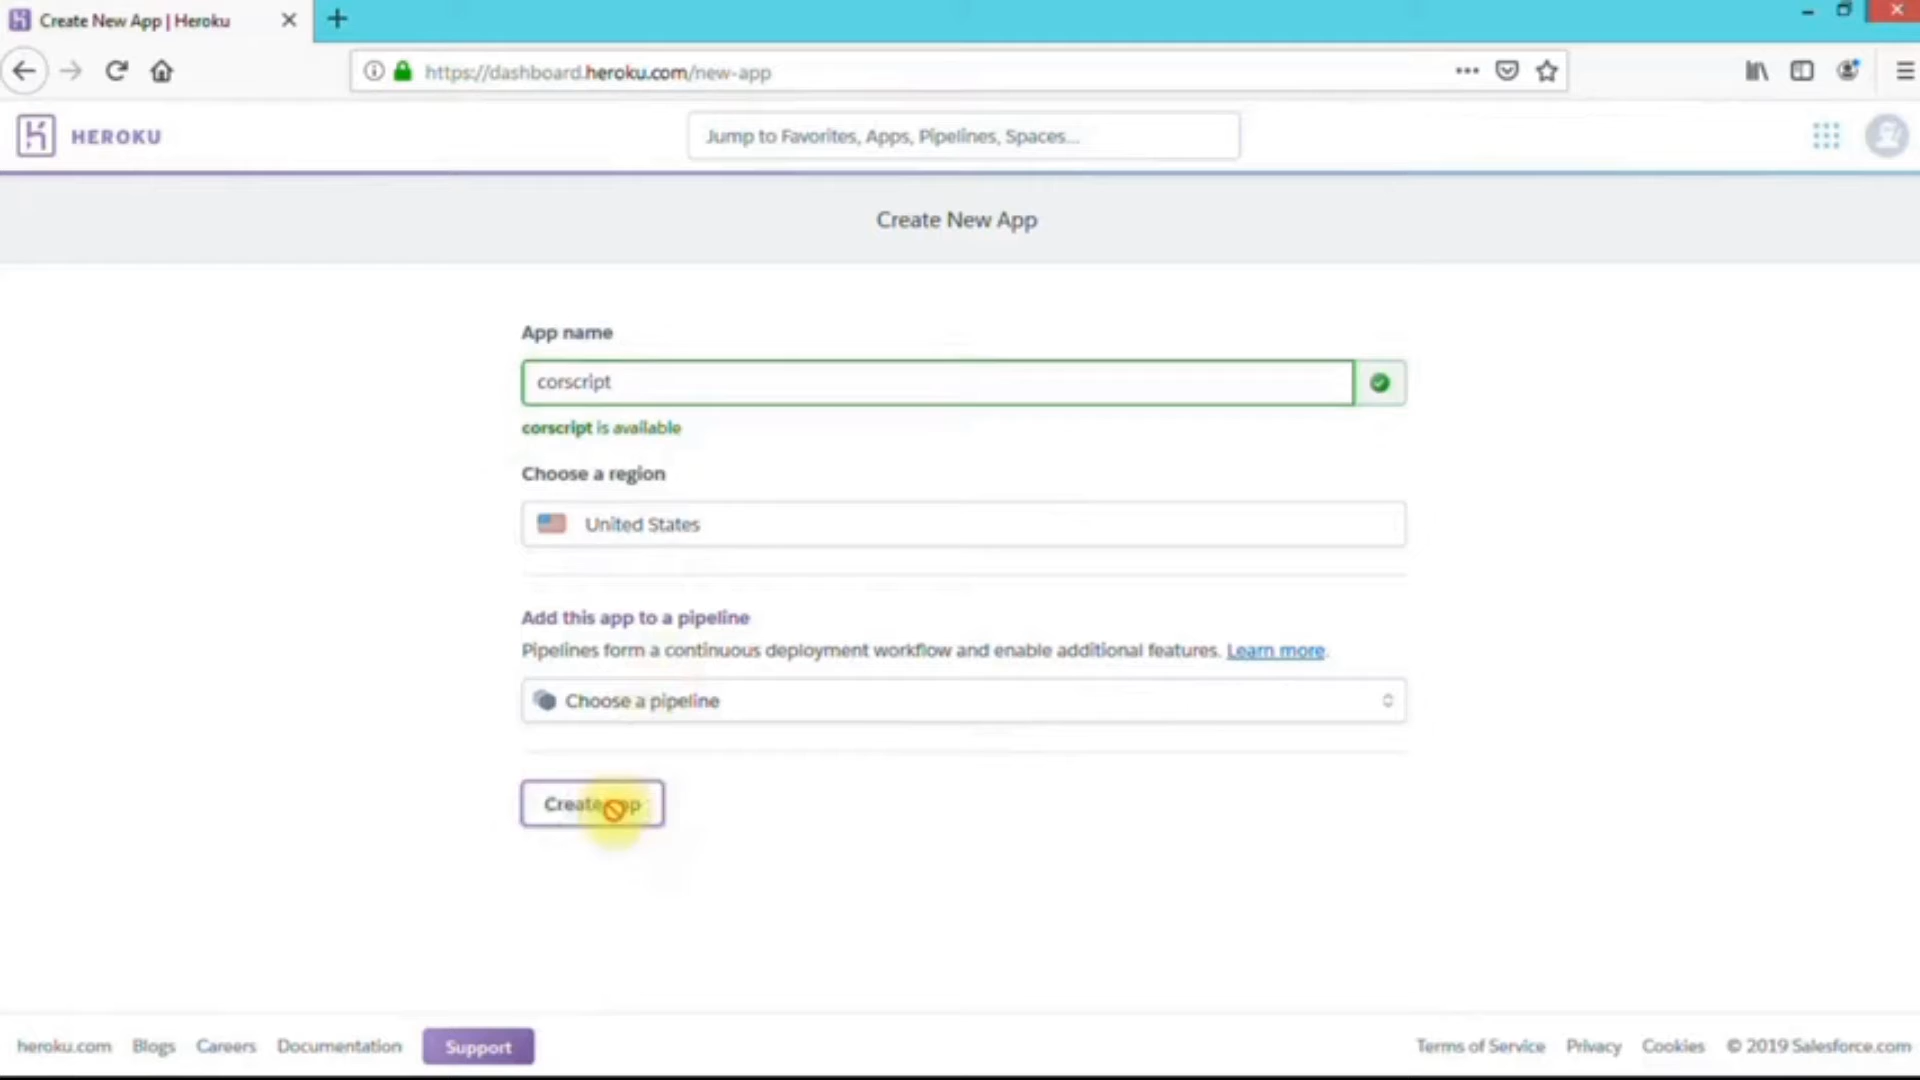 Create New App | Heroku
https://dashboard.heroku.com/new-app
HEROKU
Jump to Favorites, Apps, Pipelines, Spaces...
Create New App
App name
corscript
corscript is available
Choose a region
United States
Add this app to a pipeline
Pipelines form a continuous deployment workflow and enable additional features. Learn more.
Choose a pipeline
Create app
heroku.com Blogs Careers Documentation Support Terms of Service Privacy Cookies © 2019 Salesforce.com